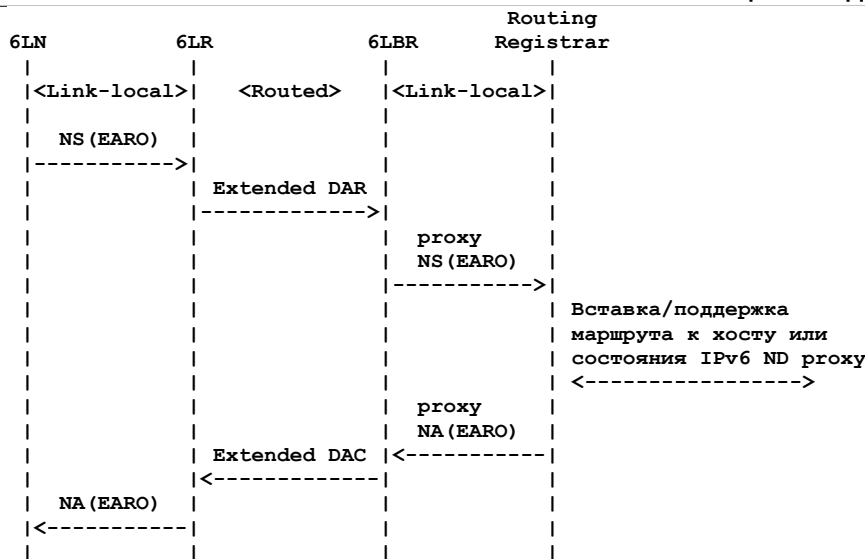 Routing
6LN 6LR 6LBR Registrar
<Link-local> <Routed> <Link-local>
NS(EARO)
Extended DAR
proxy
NS(EARO)
Вставка/поддержка
маршрута к хосту или
состояния IPv6 ND proxy
proxy
NA(EARO)
Extended DAC
NA(EARO)